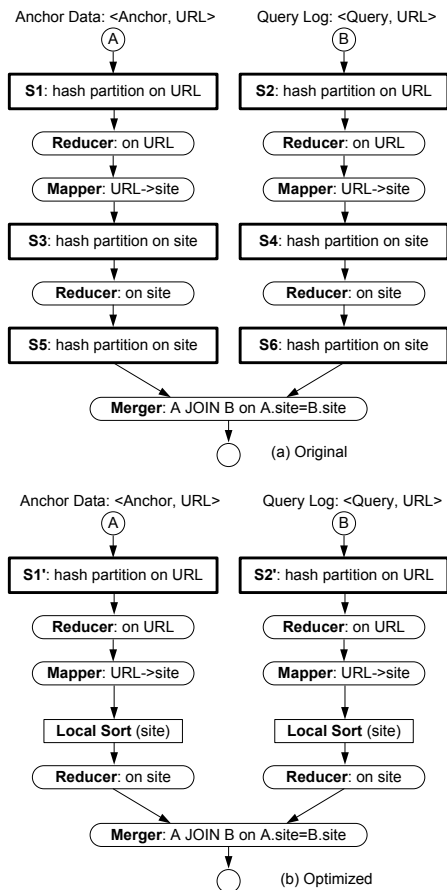 Anchor Data: <Anchor, URL> Query Log: <Query, URL>
A B
S1: hash partition on URL S2: hash partition on URL
Reducer: on URL Reducer: on URL
Mapper: URL->site Mapper: URL->site
S3: hash partition on site S4: hash partition on site
Reducer: on site Reducer: on site
S5: hash partition on site S6: hash partition on site
Merger: A JOIN B on A.site=B.site
(a) Original
Anchor Data: <Anchor, URL> Query Log: <Query, URL>
A B
S1': hash partition on URL S2': hash partition on URL
Reducer: on URL Reducer: on URL
Mapper: URL->site Mapper: URL->site
Local Sort (site) Local Sort (site)
Reducer: on site Reducer: on site
Merger: A JOIN B on A.site=B.site
(b) Optimized